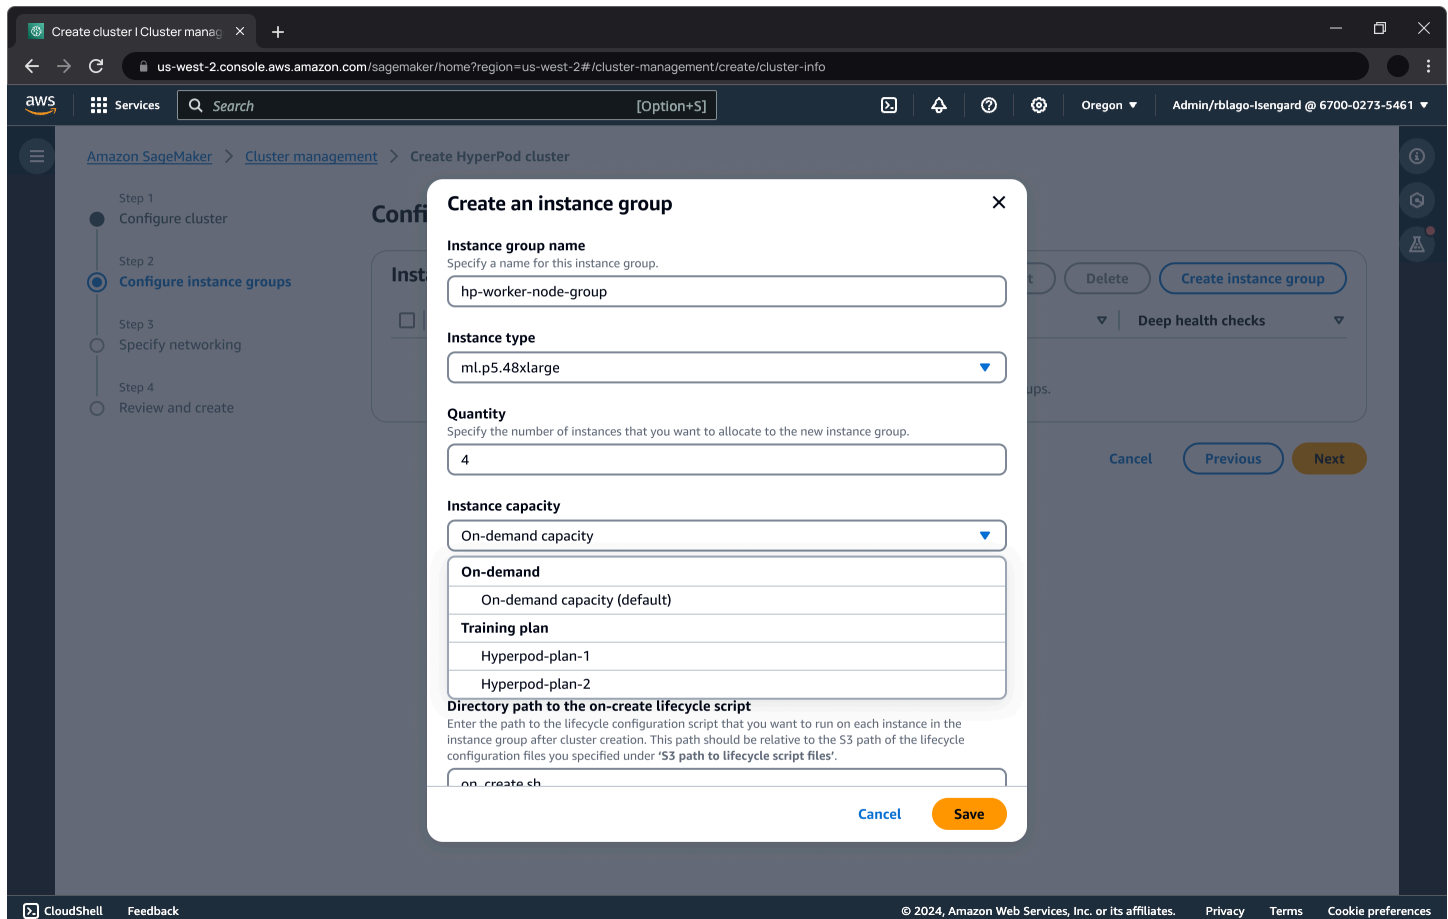 Create cluster | Cluster manag
us-west-2.console.aws.amazon.com/sagemaker/home?region=us-west-2#/cluster-management/create/cluster-info
aws
Services
Search
[Option+S]
Oregon
Admin/rblago-Isengard @ 6700-0273-5461
Amazon SageMaker
Cluster management
Create HyperPod cluster
Step 1
Configure cluster
Step 2
Configure instance groups
Step 3
Specify networking
Step 4
Review and create
Confi
Inst
t
Delete
Create instance group
Deep health checks
ups.
Cancel
Previous
Next
Create an instance group
Instance group name
Specify a name for this instance group.
hp-worker-node-group
Instance type
ml.p5.48xlarge
Quantity
Specify the number of instances that you want to allocate to the new instance group.
4
Instance capacity
On-demand capacity
On-demand
On-demand capacity (default)
Training plan
Hyperpod-plan-1
Hyperpod-plan-2
Directory path to the on-create lifecycle script
Enter the path to the lifecycle configuration script that you want to run on each instance in the
instance group after cluster creation. This path should be relative to the S3 path of the lifecycle
configuration files you specified under ‘S3 path to lifecycle script files’.
on_create.sh
Cancel
Save
CloudShell
Feedback
© 2024, Amazon Web Services, Inc. or its affiliates.
Privacy
Terms
Cookie preferences